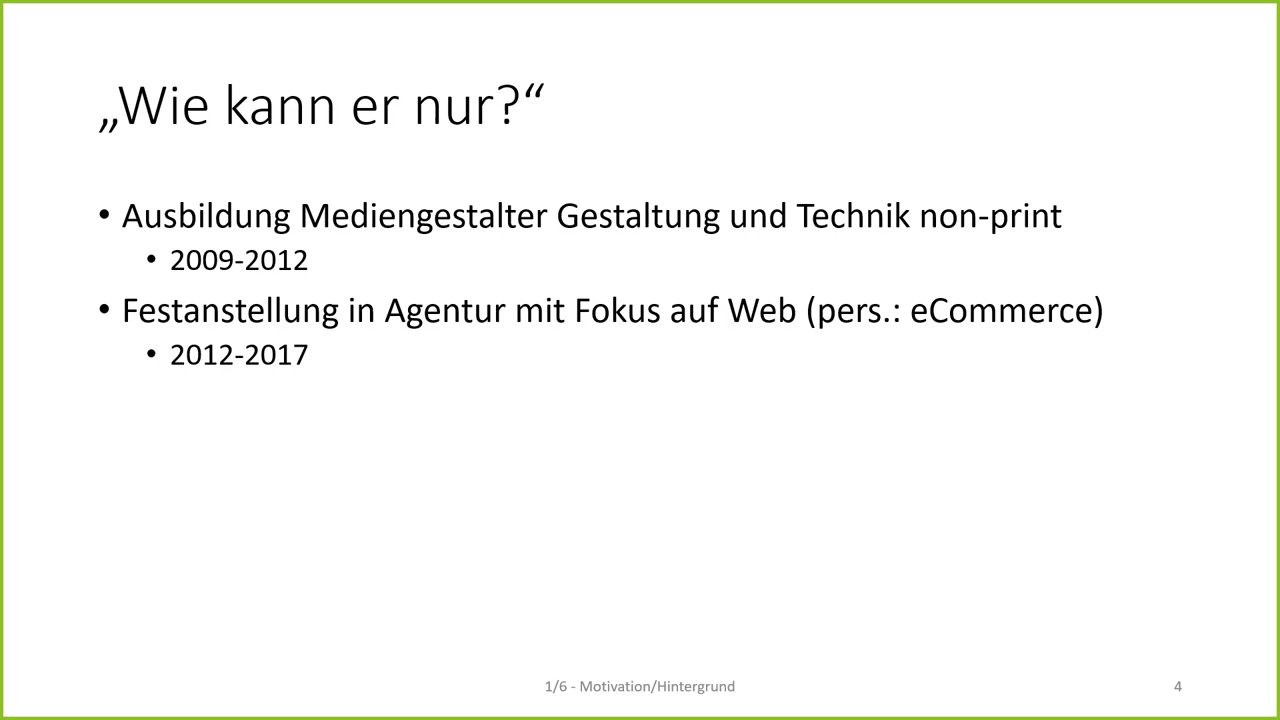 „Wie kann er nur?“
• Ausbildung Mediengestalter Gestaltung und Technik non-print
• 2009-2012
• Festanstellung in Agentur mit Fokus auf Web (pers.: eCommerce)
• 2012-2017
1/6 - Motivation/Hintergrund
4